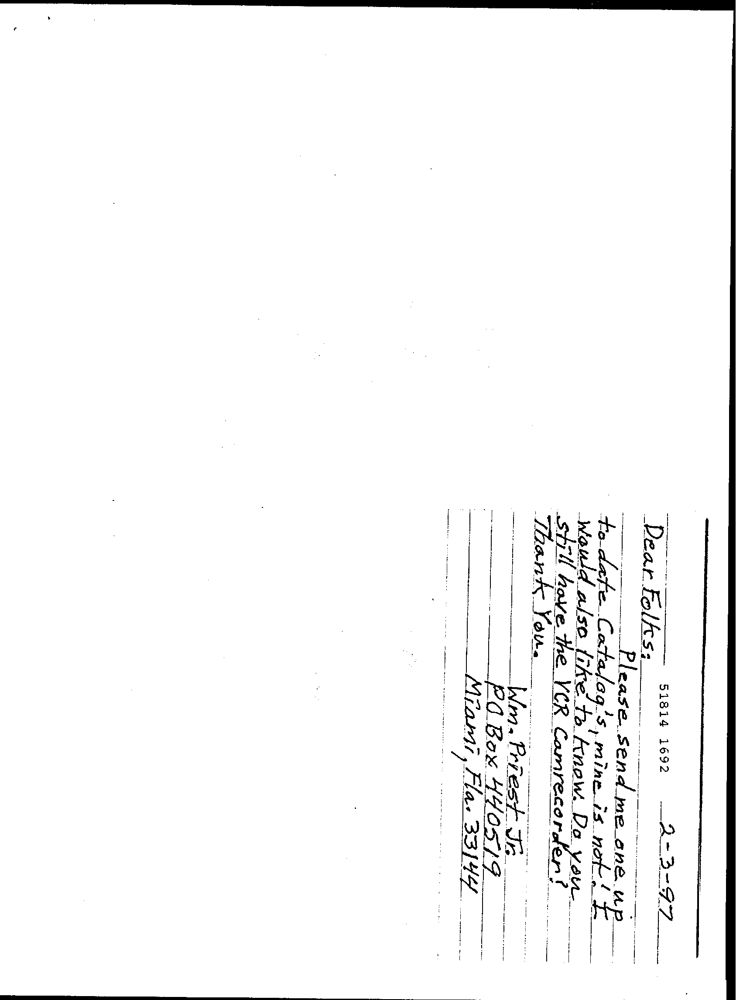 51814 1692
2-3-97
Dear Folks:
Please send me one up
to date Catalog's, mine is not! I
would also like to know. Do you
still have the VCR Camrecorder?
Thank You.
Wm. Priest Jr.
PO Box 440519
Miami, Fla. 33144